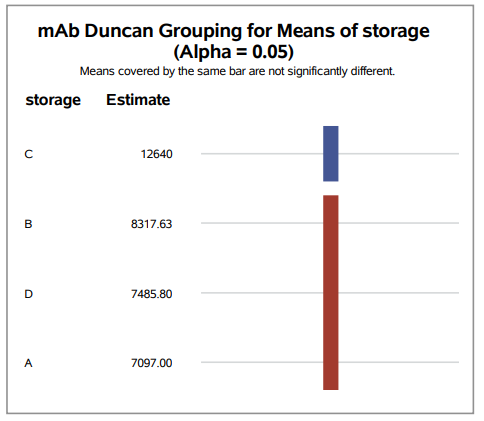 mAb Duncan Grouping for Means of storage
(Alpha = 0.05)
Means covered by the same bar are not significantly different.
storage Estimate
C 12640
B 8317.63
D 7485.80
A 7097.00